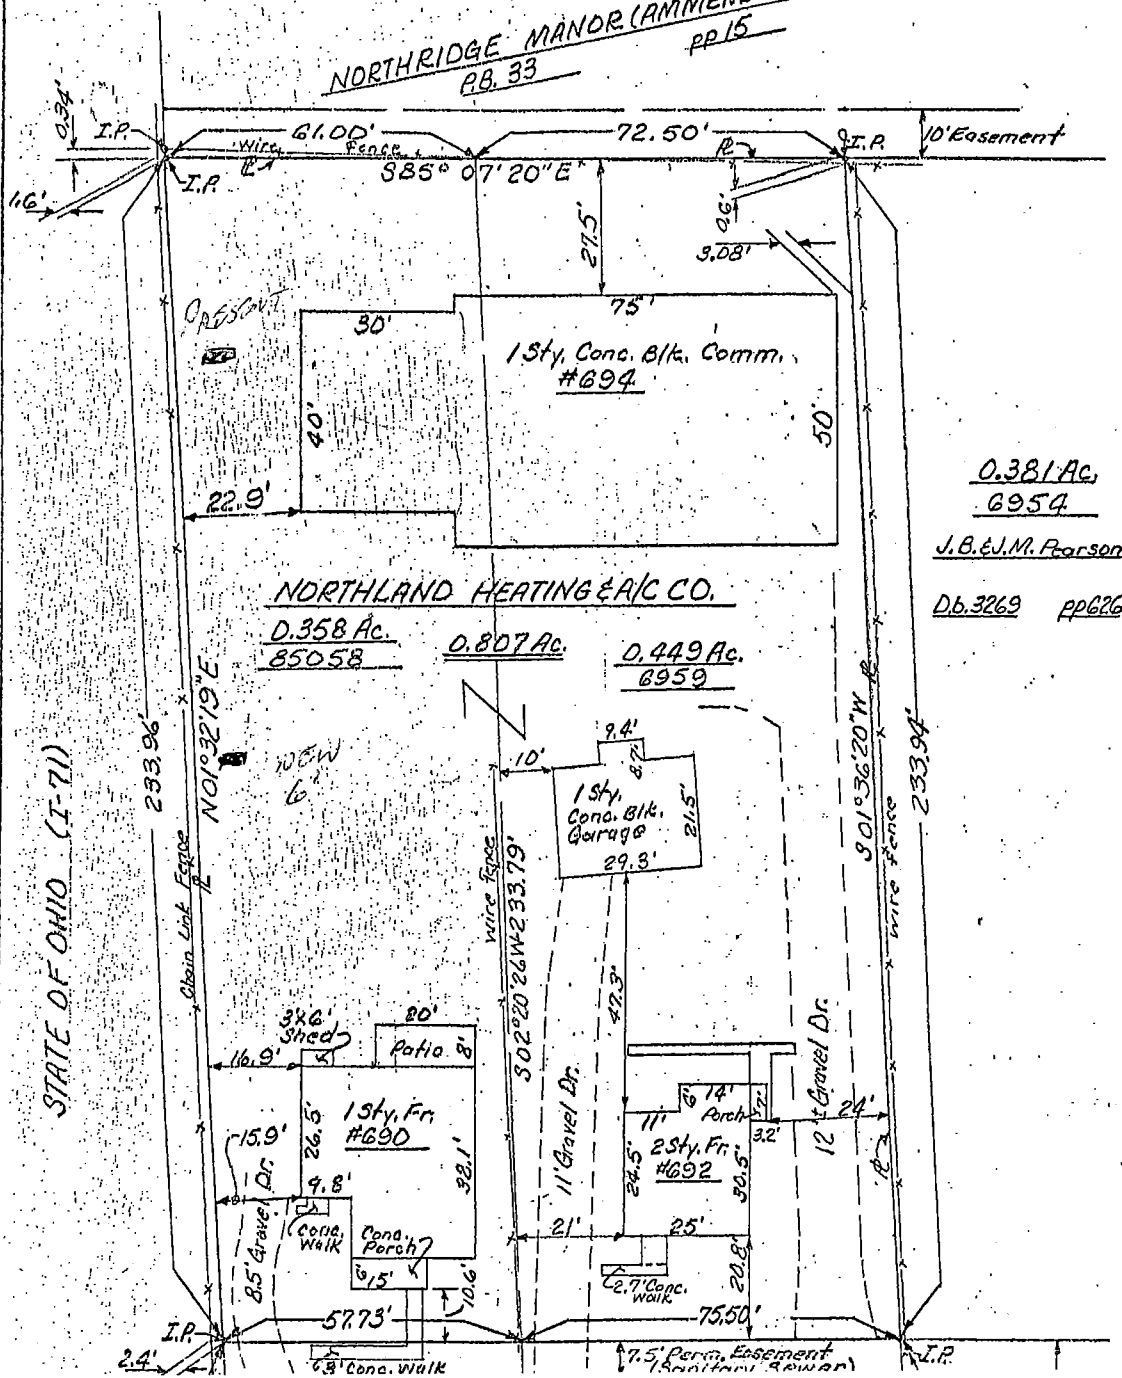 NORTHRIDGE MANOR (AMMEND
P.B. 33 pp 15
0.34'
I.P.
61.00'
72.50'
I.P.
10' Easement
Wire Fence
S85° 07' 20" E
I.P.
1.6'
27.5'
0.6'
3.08'
PRESENT
30'
75'
1 Sty. Conc. Blk. Comm.
#694
40'
50'
22.9'
0.381 Ac.
6954
J.B. & J.M. Pearson
D.b. 3269 pp626
NORTHLAND HEATING & A/C CO.
0.358 Ac.
85058
0.807 Ac.
0.449 Ac.
6959
STATE OF OHIO (I-71)
233.96'
N01°32'19"E
NEW
6'
10'
9.4'
8.7'
1 Sty.
Conc. Blk.
Garage
21.5'
29.3'
S01°36'20"W
233.94'
Wire Fence
Chain Link Fence
Wire Fence
S02°20'26"W-233.79'
47.3'
3X6'
Shed
20'
Patio 8'
16.9'
1 Sty. Fr.
#690
26.5'
32.1'
15.9'
9.8'
8.5' Gravel Dr.
Conc.
Walk
Conc.
Porch
6'
15'
10.6'
11' Gravel Dr.
6' 14'
Porch
7'
3.2'
11'
24'
12'± Gravel Dr.
2 Sty. Fr.
#692
24.5'
30.5'
21'
25'
20.8'
2.7' Conc.
Walk
57.73'
75.50'
I.P.
2.4'
3' Conc. Walk
7.5' Perm. Easement
(Sanitary Sewer)
I.P.